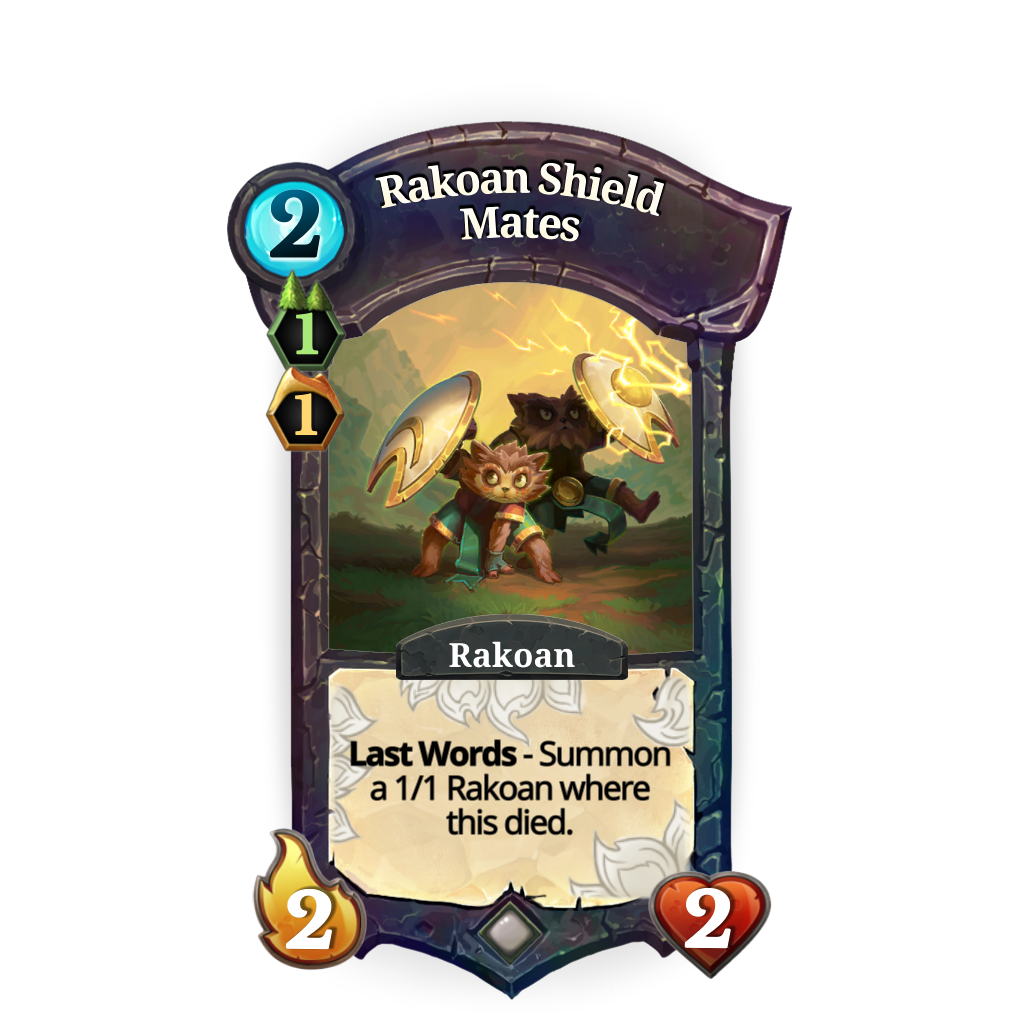 Rakoan Shield
Mates
2
1
1
Rakoan
Last Words - Summon
a 1/1 Rakoan where
this died.
2
2